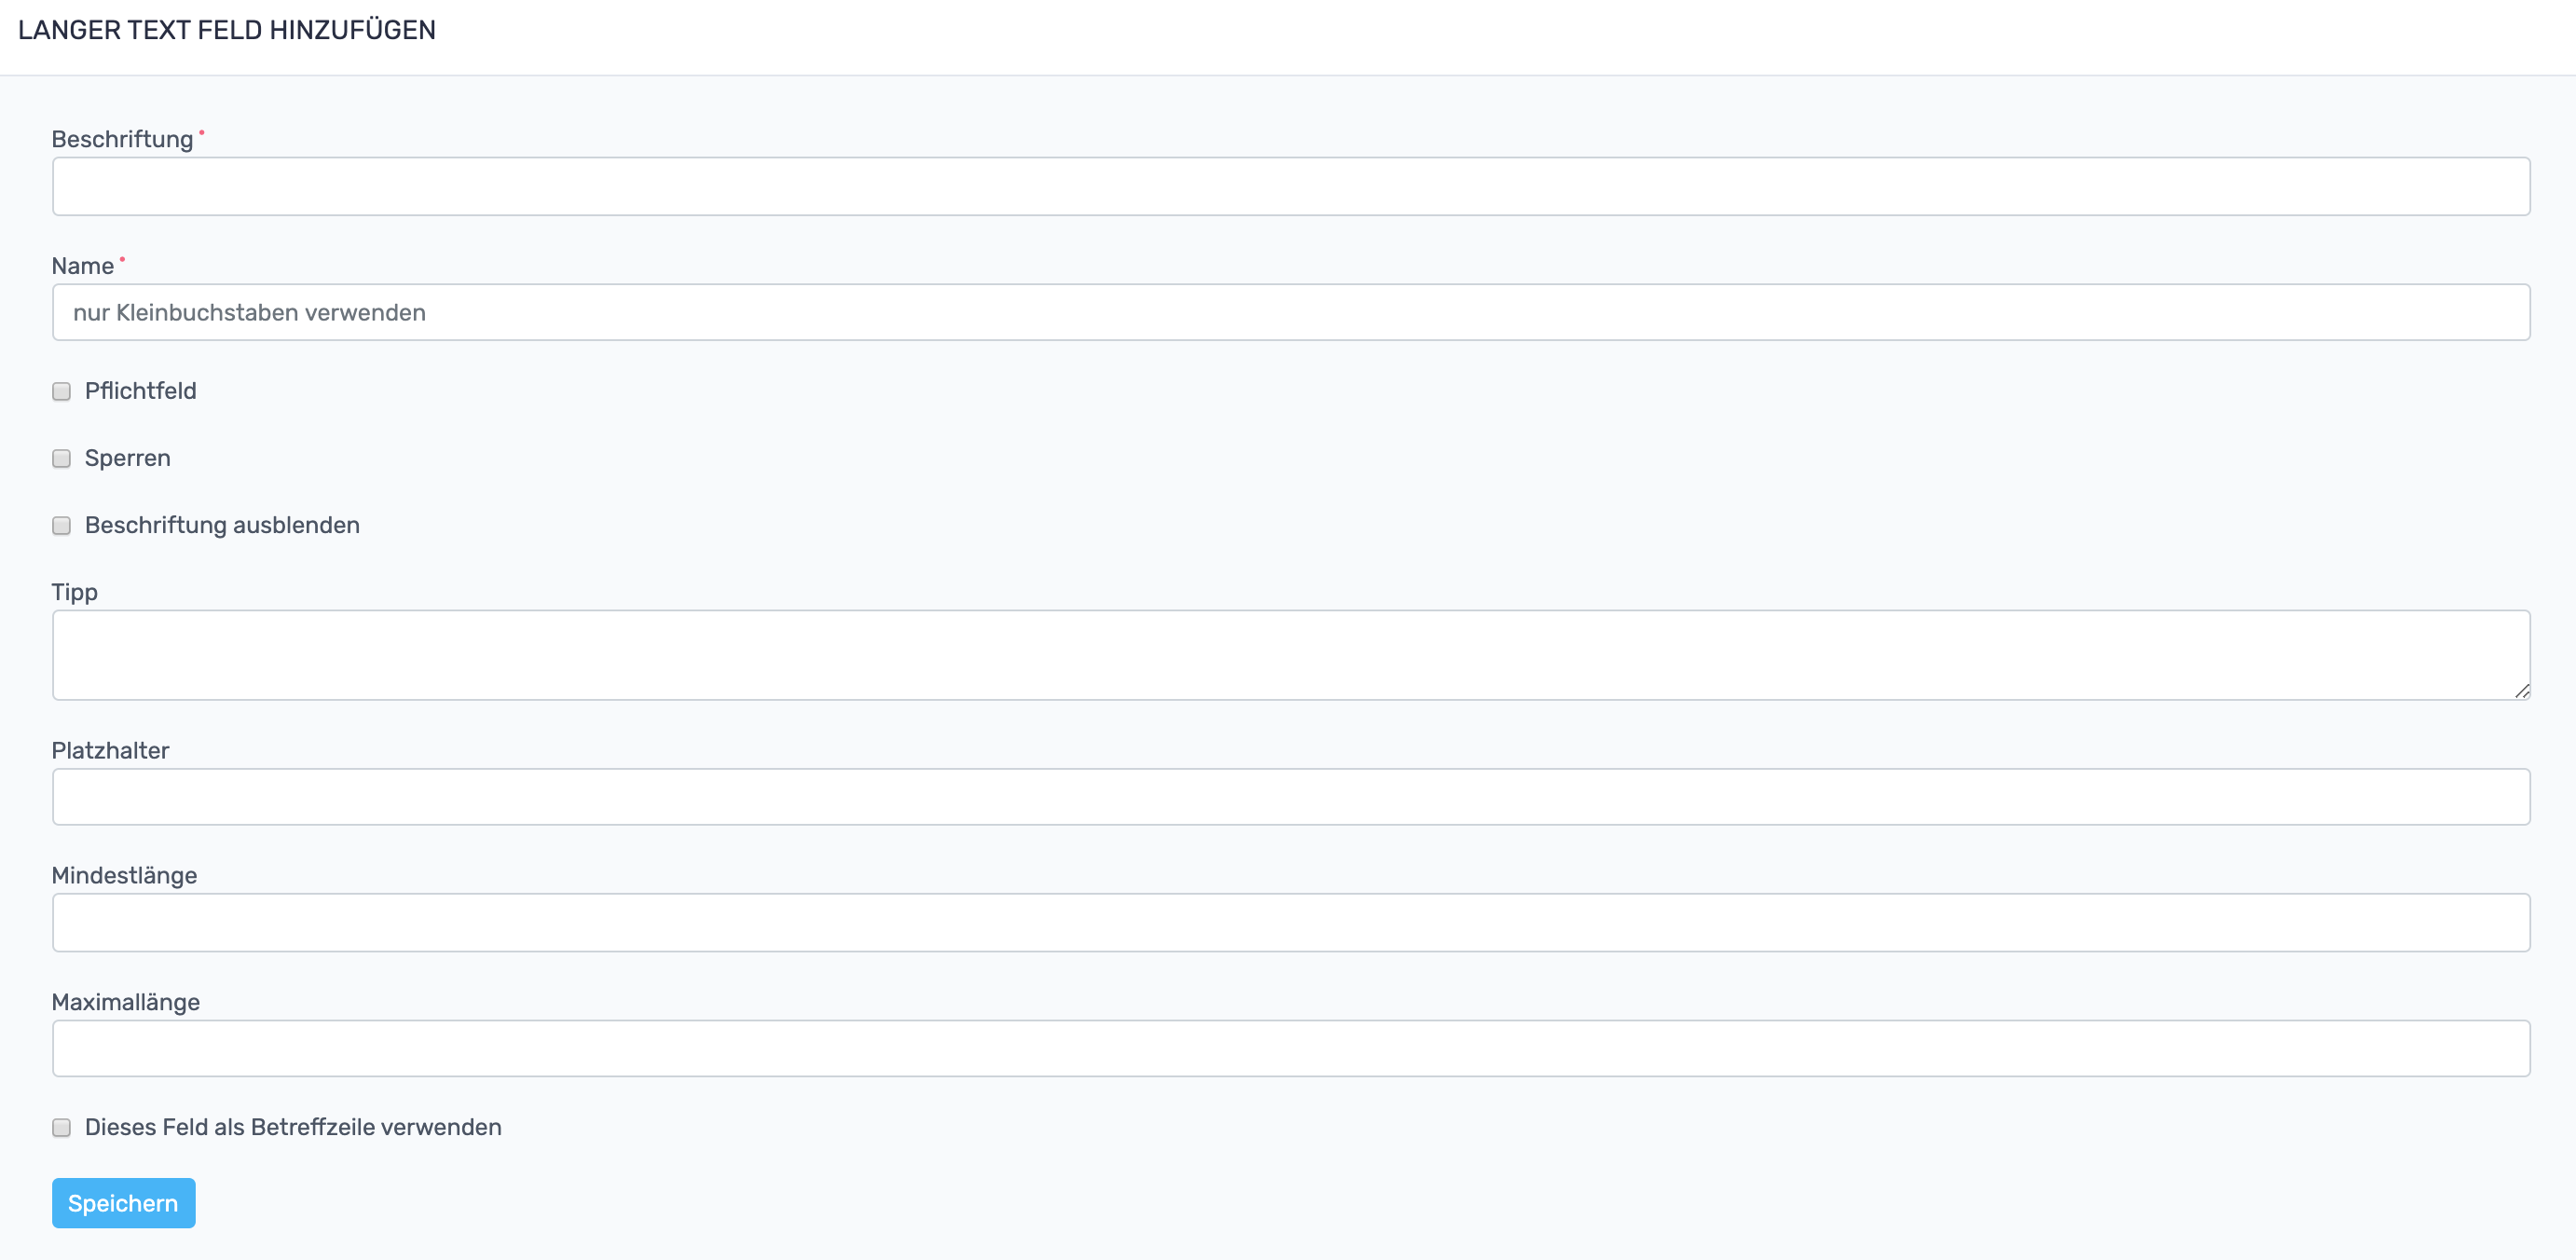 LANGER TEXT FELD HINZUFÜGEN
Beschriftung *
Name *
nur Kleinbuchstaben verwenden
Pflichtfeld
Sperren
Beschriftung ausblenden
Tipp
Platzhalter
Mindestlänge
Maximallänge
Dieses Feld als Betreffzeile verwenden
Speichern